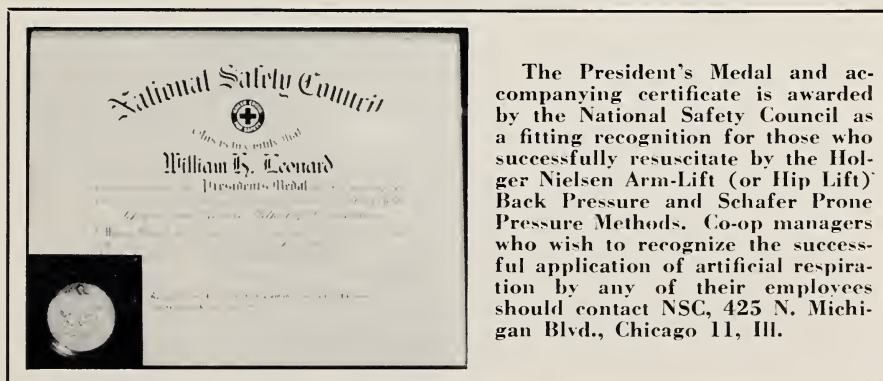 National Safety Council
This is to certify that
William H. Leonard
President's Medal
The President's Medal and ac-
companying certificate is awarded
by the National Safety Council as
a fitting recognition for those who
successfully resuscitate by the Hol-
ger Nielsen Arm-Lift (or Hip Lift)
Back Pressure and Schafer Prone
Pressure Methods. Co-op managers
who wish to recognize the success-
ful application of artificial respira-
tion by any of their employees
should contact NSC, 425 N. Michi-
gan Blvd., Chicago 11, Ill.